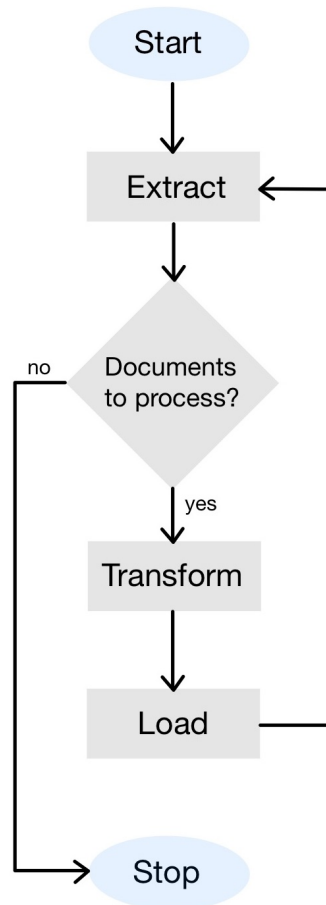 Start
Extract
Documents
to process?
no
yes
Transform
Load
Stop